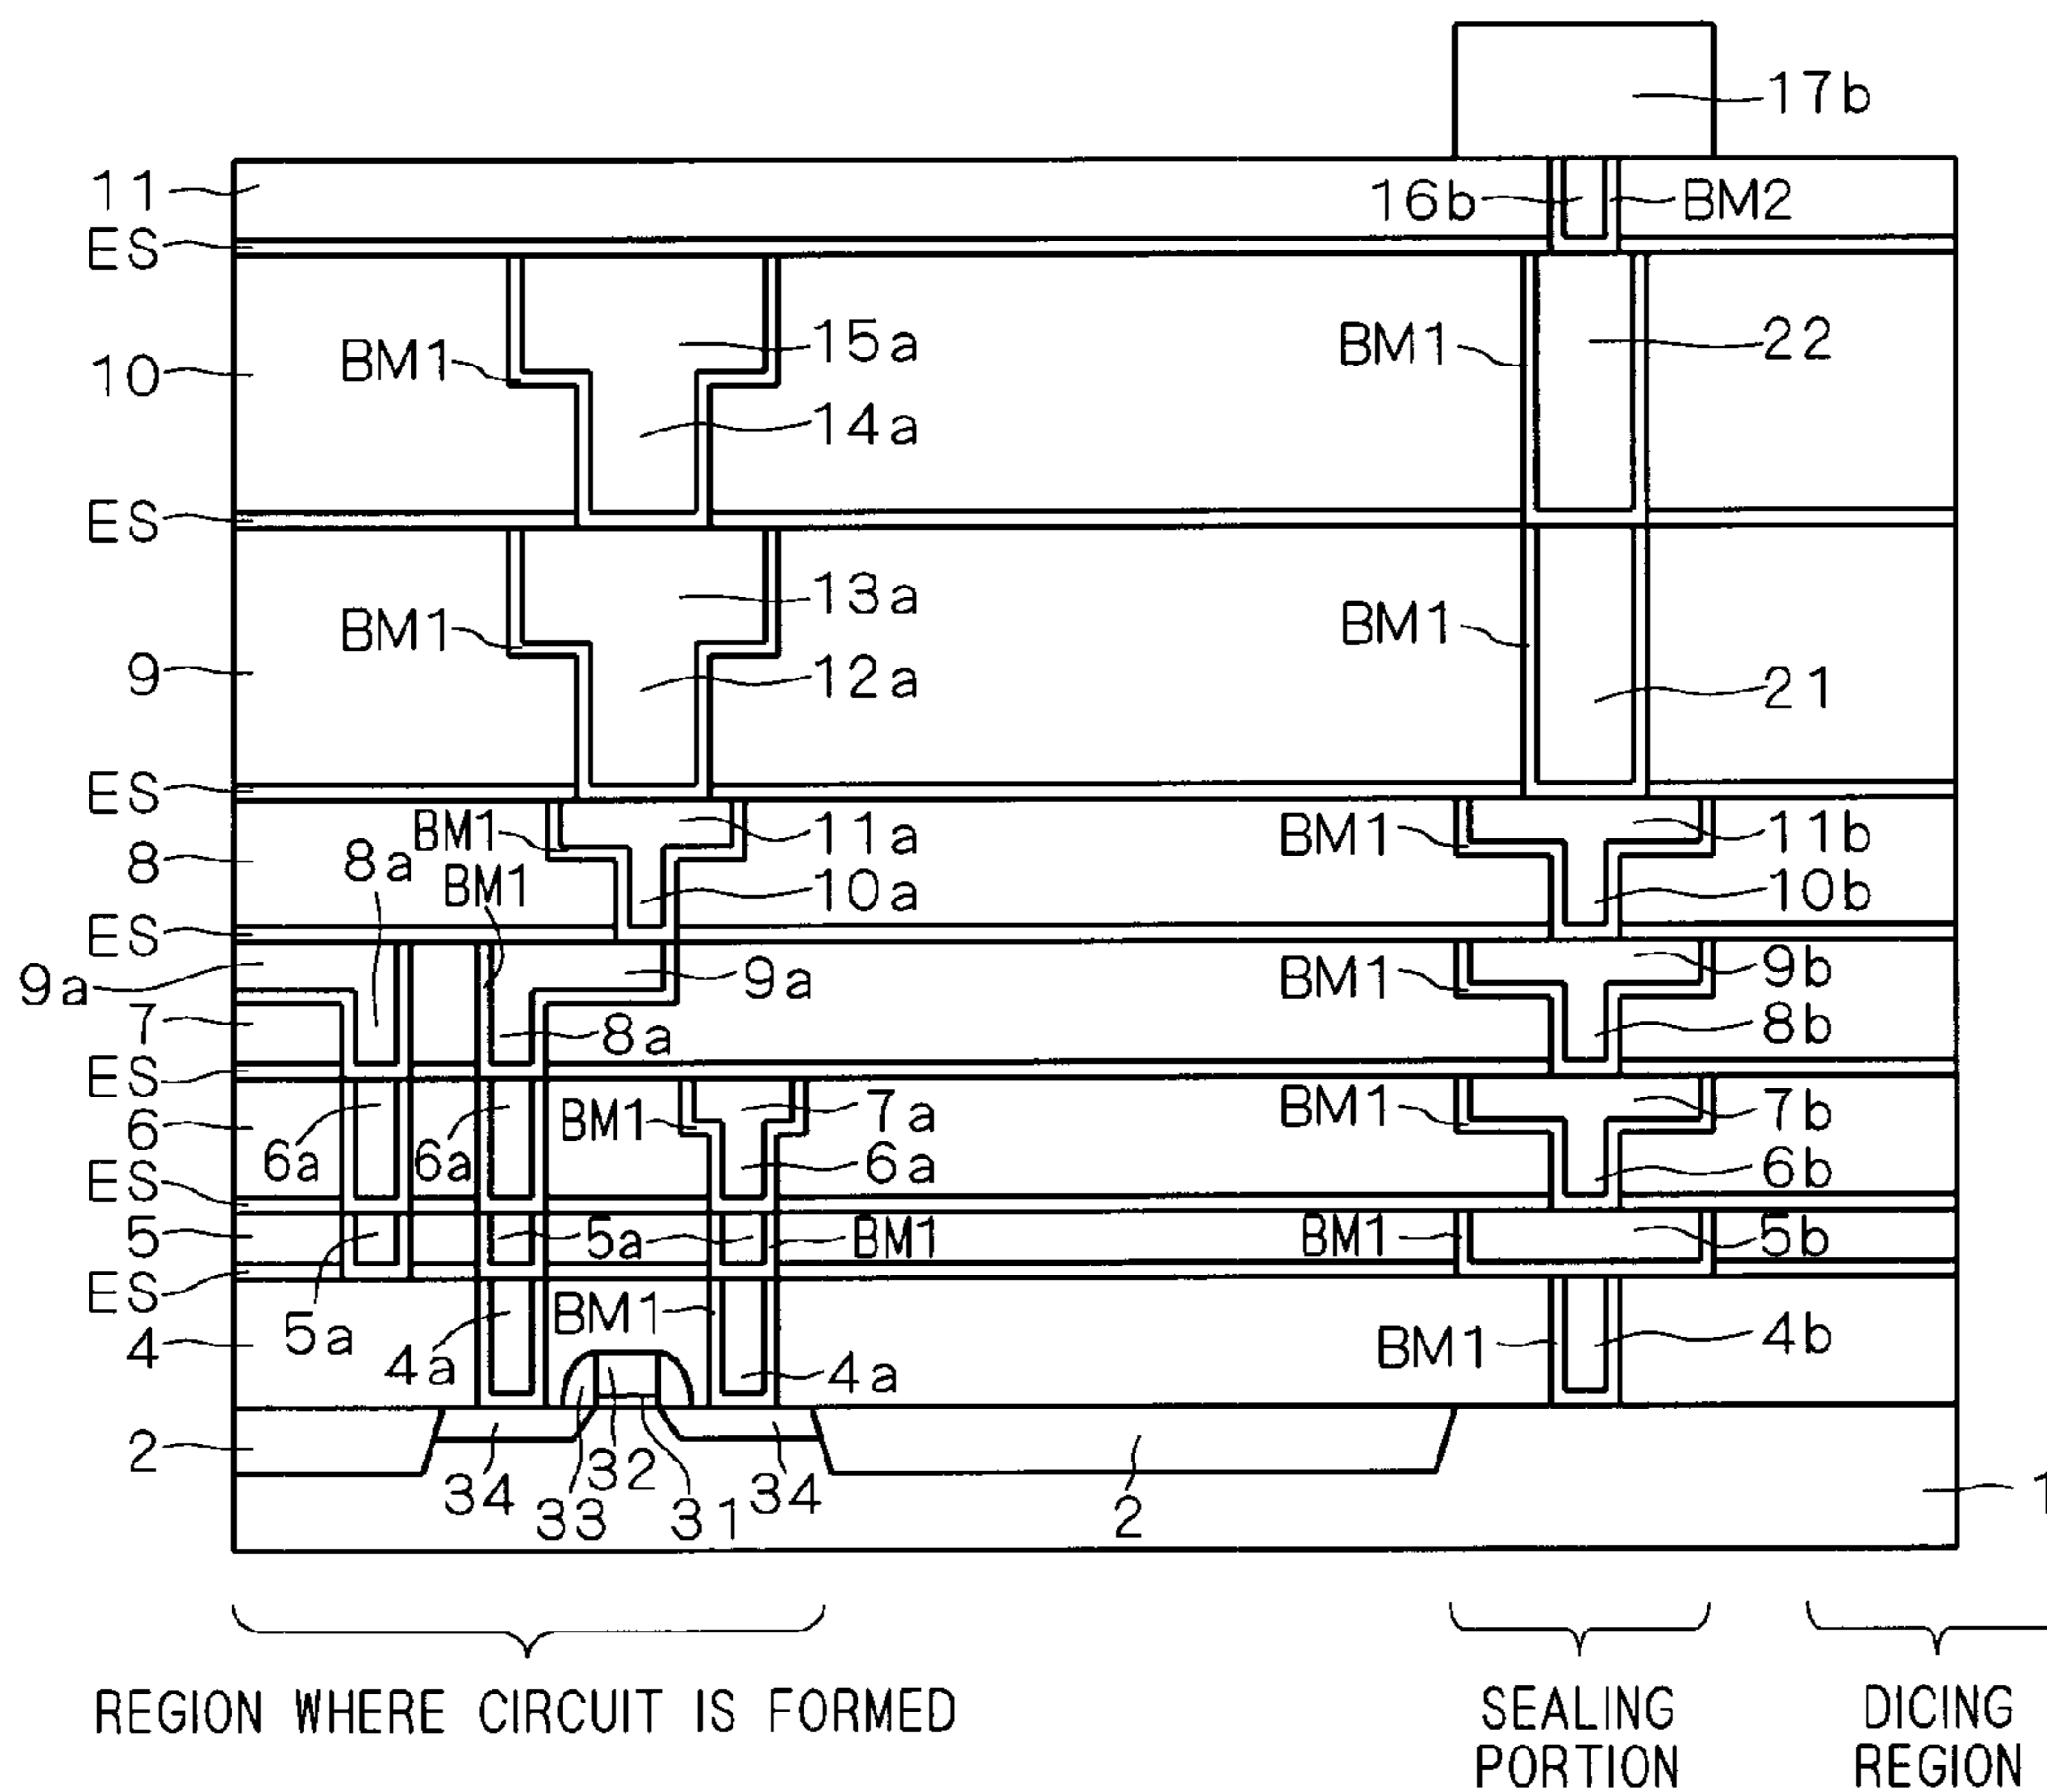 17b
11
16b
BM2
ES
15a
BM1
22
BM1
10
14a
ES
13a
BM1
BM1
9
12a
21
ES
BM1
11a
BM1
11b
8
8a
BM1
10a
10b
ES
9a
9a
BM1
9b
7
8a
8b
ES
6
6a
6a
BM1
7a
BM1
7b
6a
6b
ES
5
5a
BM1
BM1
5b
ES
5a
BM1
4
4a
4a
BM1
4b
2
34
33
32
31
34
2
1
REGION WHERE CIRCUIT IS FORMED
SEALING
PORTION
DICING
REGION